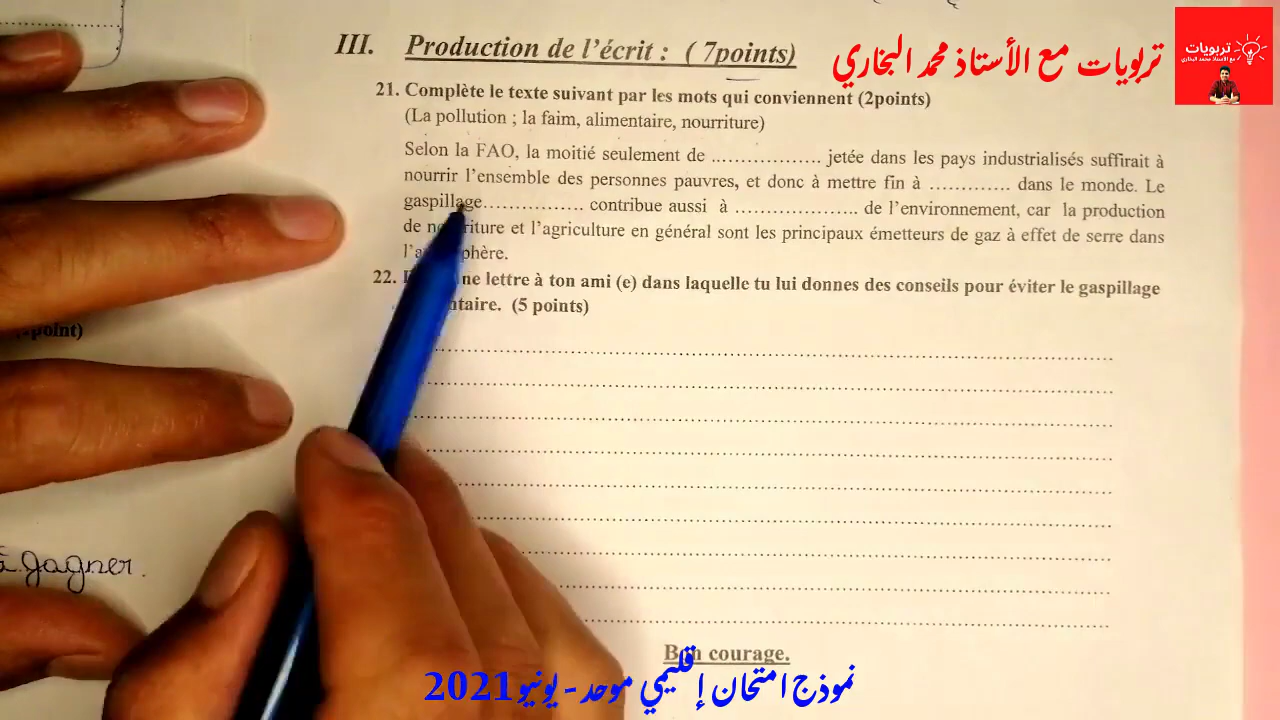 III. Production de l'écrit : ( 7points)
تربويات مع الأستاذ محمد البخاري
تربويات
مع الأستاذ محمد البخاري
21. Complète le texte suivant par les mots qui conviennent (2points)
(La pollution ; la faim, alimentaire, nourriture)
Selon la FAO, la moitié seulement de .................. jetée dans les pays industrialisés suffirait à
nourrir l'ensemble des personnes pauvres, et donc à mettre fin à ............. dans le monde. Le
gaspillage................. contribue aussi à ..................... de l'environnement, car la production
de et l'agriculture en général sont les principaux émetteurs de gaz à effet de serre dans
22. lettre à ton ami (e) dans laquelle tu lui donnes des conseils pour éviter le gaspillage
(5 points)
point)
gagner.
Bon courage.
نموذج امتحان إقليمي موحد - يونيو 2021